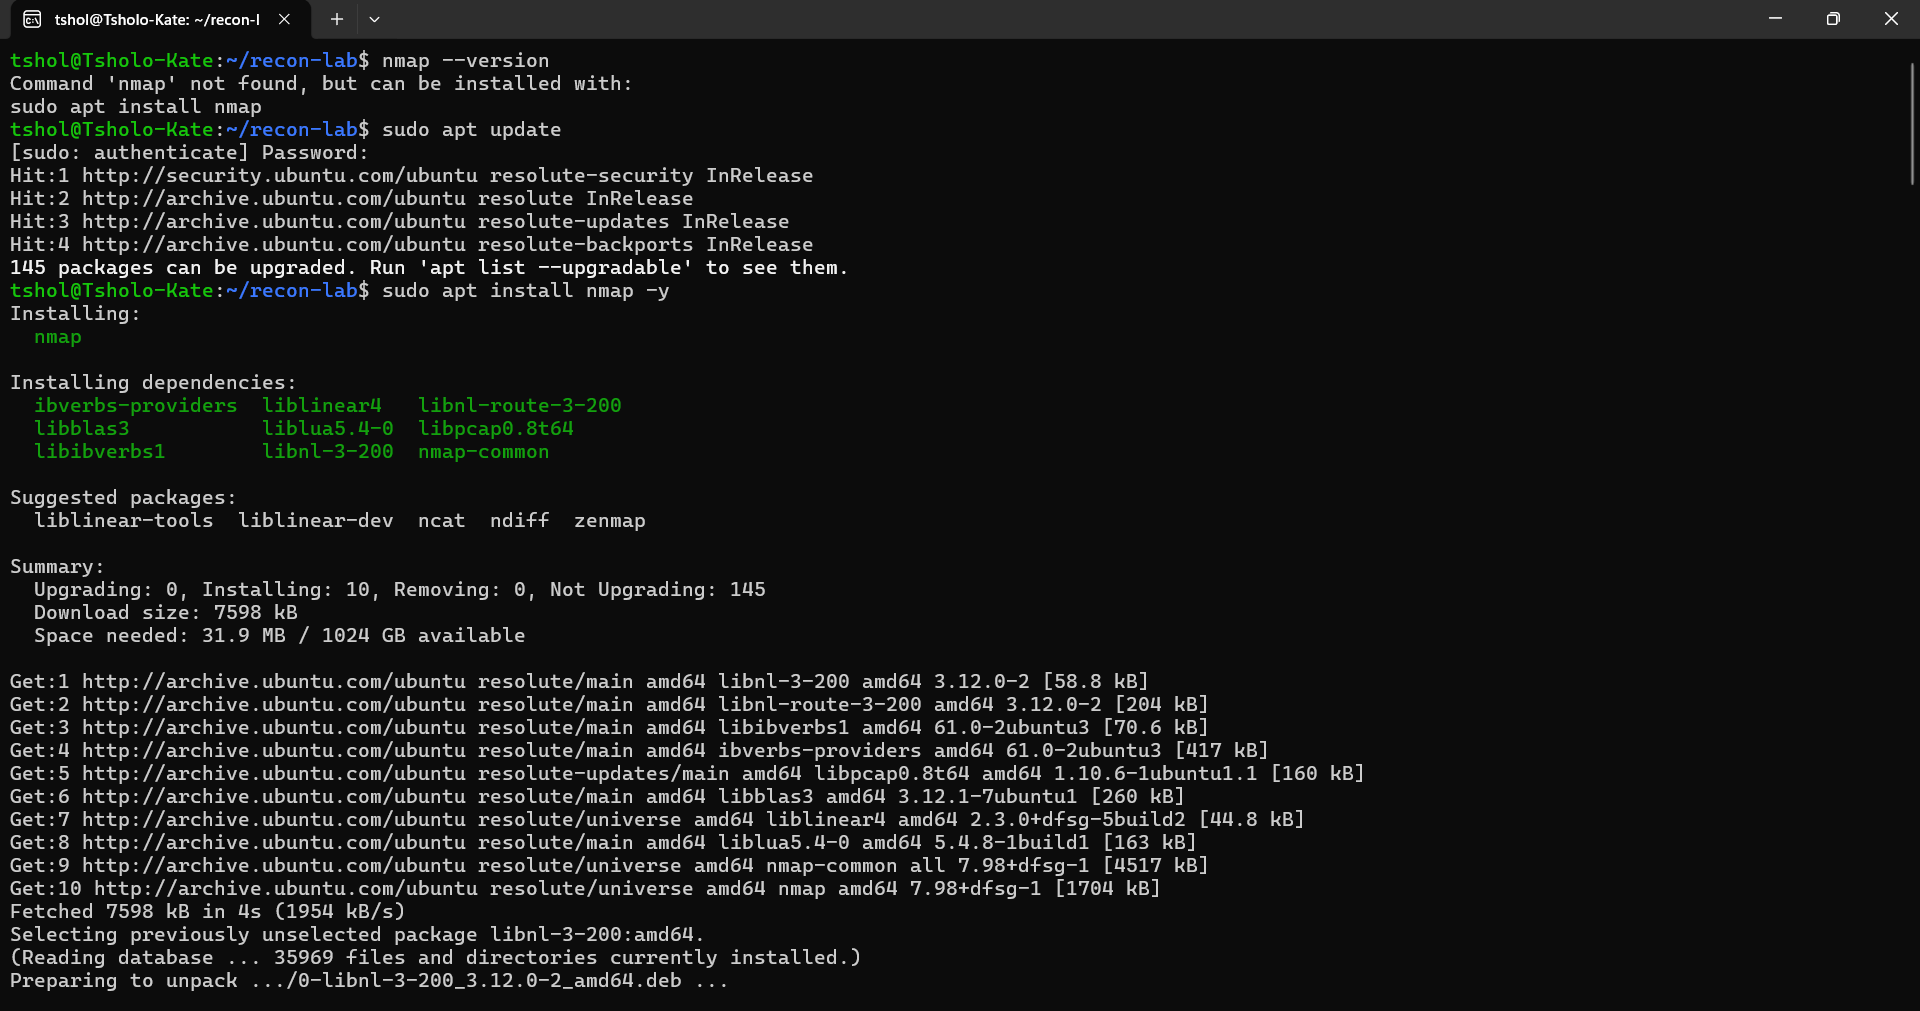 tshol@Tsholo-Kate: ~/recon-l
tshol@Tsholo-Kate:~/recon-lab$ nmap --version
Command 'nmap' not found, but can be installed with:
sudo apt install nmap
tshol@Tsholo-Kate:~/recon-lab$ sudo apt update
[sudo: authenticate] Password:
Hit:1 http://security.ubuntu.com/ubuntu resolute-security InRelease
Hit:2 http://archive.ubuntu.com/ubuntu resolute InRelease
Hit:3 http://archive.ubuntu.com/ubuntu resolute-updates InRelease
Hit:4 http://archive.ubuntu.com/ubuntu resolute-backports InRelease
145 packages can be upgraded. Run 'apt list --upgradable' to see them.
tshol@Tsholo-Kate:~/recon-lab$ sudo apt install nmap -y
Installing:
  nmap

Installing dependencies:
  ibverbs-providers  liblinear4   libnl-route-3-200
  libblas3           liblua5.4-0  libpcap0.8t64
  libibverbs1        libnl-3-200  nmap-common

Suggested packages:
  liblinear-tools  liblinear-dev  ncat  ndiff  zenmap

Summary:
  Upgrading: 0, Installing: 10, Removing: 0, Not Upgrading: 145
  Download size: 7598 kB
  Space needed: 31.9 MB / 1024 GB available

Get:1 http://archive.ubuntu.com/ubuntu resolute/main amd64 libnl-3-200 amd64 3.12.0-2 [58.8 kB]
Get:2 http://archive.ubuntu.com/ubuntu resolute/main amd64 libnl-route-3-200 amd64 3.12.0-2 [204 kB]
Get:3 http://archive.ubuntu.com/ubuntu resolute/main amd64 libibverbs1 amd64 61.0-2ubuntu3 [70.6 kB]
Get:4 http://archive.ubuntu.com/ubuntu resolute/main amd64 ibverbs-providers amd64 61.0-2ubuntu3 [417 kB]
Get:5 http://archive.ubuntu.com/ubuntu resolute-updates/main amd64 libpcap0.8t64 amd64 1.10.6-1ubuntu1.1 [160 kB]
Get:6 http://archive.ubuntu.com/ubuntu resolute/main amd64 libblas3 amd64 3.12.1-7ubuntu1 [260 kB]
Get:7 http://archive.ubuntu.com/ubuntu resolute/universe amd64 liblinear4 amd64 2.3.0+dfsg-5build2 [44.8 kB]
Get:8 http://archive.ubuntu.com/ubuntu resolute/main amd64 liblua5.4-0 amd64 5.4.8-1build1 [163 kB]
Get:9 http://archive.ubuntu.com/ubuntu resolute/universe amd64 nmap-common all 7.98+dfsg-1 [4517 kB]
Get:10 http://archive.ubuntu.com/ubuntu resolute/universe amd64 nmap amd64 7.98+dfsg-1 [1704 kB]
Fetched 7598 kB in 4s (1954 kB/s)
Selecting previously unselected package libnl-3-200:amd64.
(Reading database ... 35969 files and directories currently installed.)
Preparing to unpack .../0-libnl-3-200_3.12.0-2_amd64.deb ...